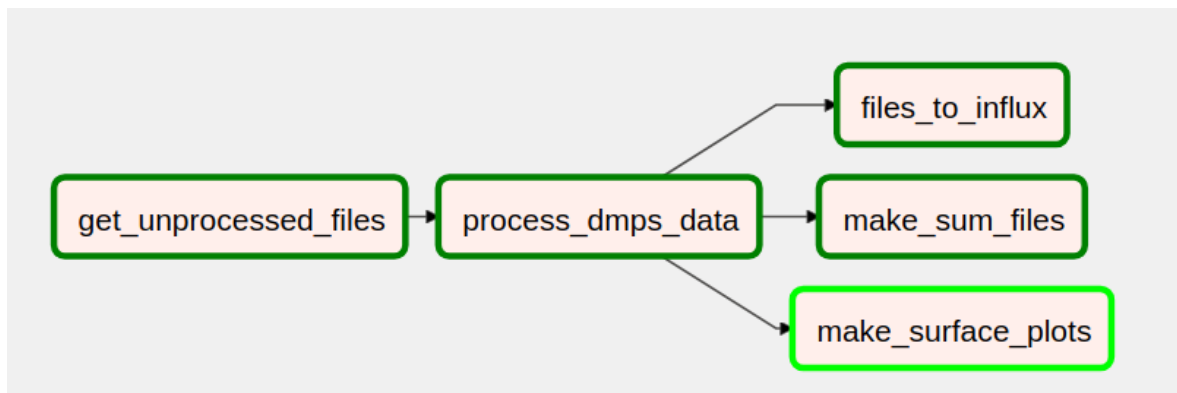 get_unprocessed_files
process_dmps_data
files_to_influx
make_sum_files
make_surface_plots